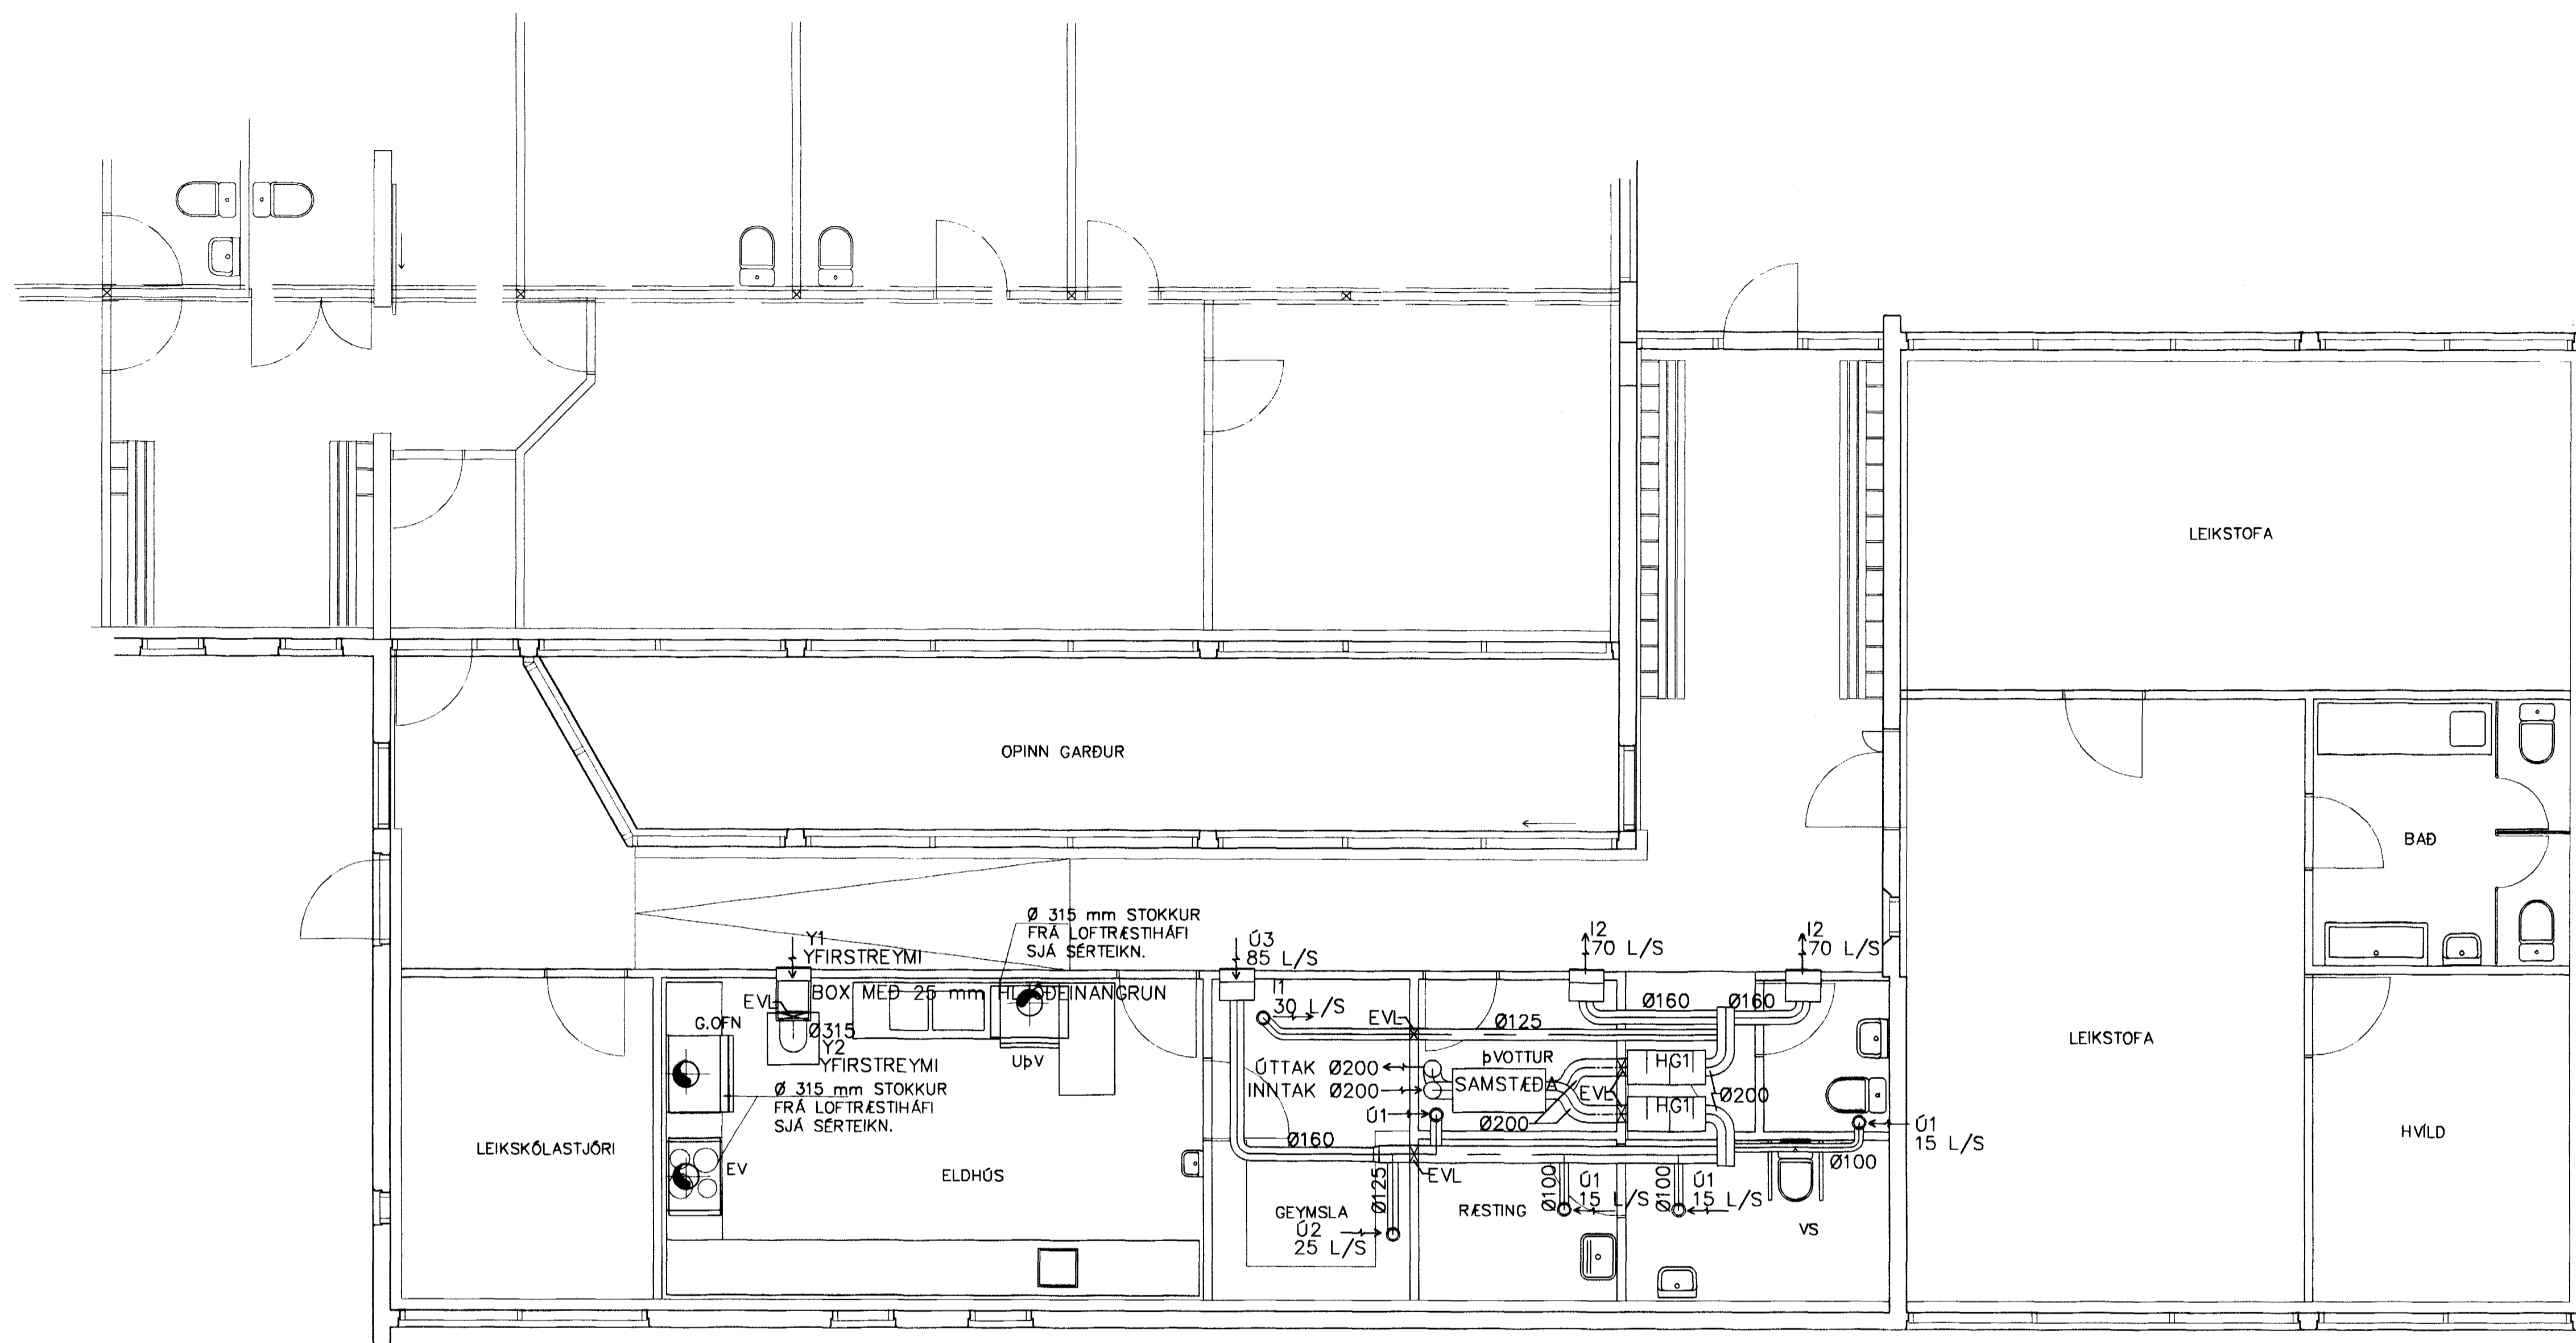 LEIKSTOFA
OPINN GARÐUR
BAÐ
Ø 315 mm STOKKUR
FRÁ LOFTRÆSTIHÁFI
SJÁ SÉRTEIKN.
Y1
YFIRSTREYMI
Ú3
85 L/S
I2
70 L/S
I2
70 L/S
BOX MEÐ 25 mm HLJÓÐEINANGRUN
EVL
G.OFN
Ø315
Y2
YFIRSTREYMI
UÞV
I1
30 L/S
EVL
Ø125
Ø160
Ø160
ÞVOTTUR
ÚTTAK Ø200
INNTAK Ø200
SAMSTÆÐA
EVL
HG1
HG1
Ø200
Ø200
Ø 315 mm STOKKUR
FRÁ LOFTRÆSTIHÁFI
SJÁ SÉRTEIKN.
Ú1
Ø160
LEIKSTOFA
LEIKSKÓLASTJÓRI
EV
ELDHÚS
EVL
Ø125
Ø100
Ú1
15 L/S
Ø100
Ú1
15 L/S
Ø100
Ú1
15 L/S
HVÍLD
GEYMSLA
Ú2
25 L/S
RÆSTING
VS